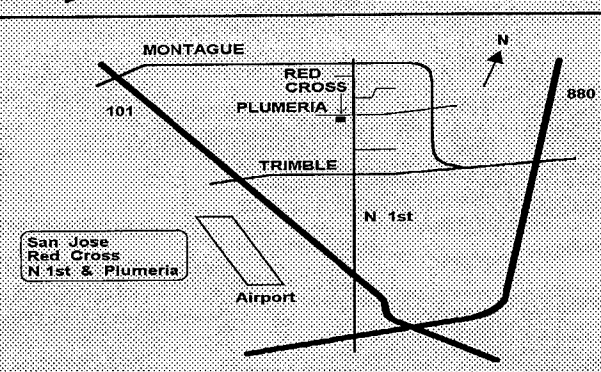 N
MONTAGUE
RED
CROSS
880
PLUMERIA
101
TRIMBLE
N 1st
San Jose
Red Cross
N 1st & Plumeria
Airport